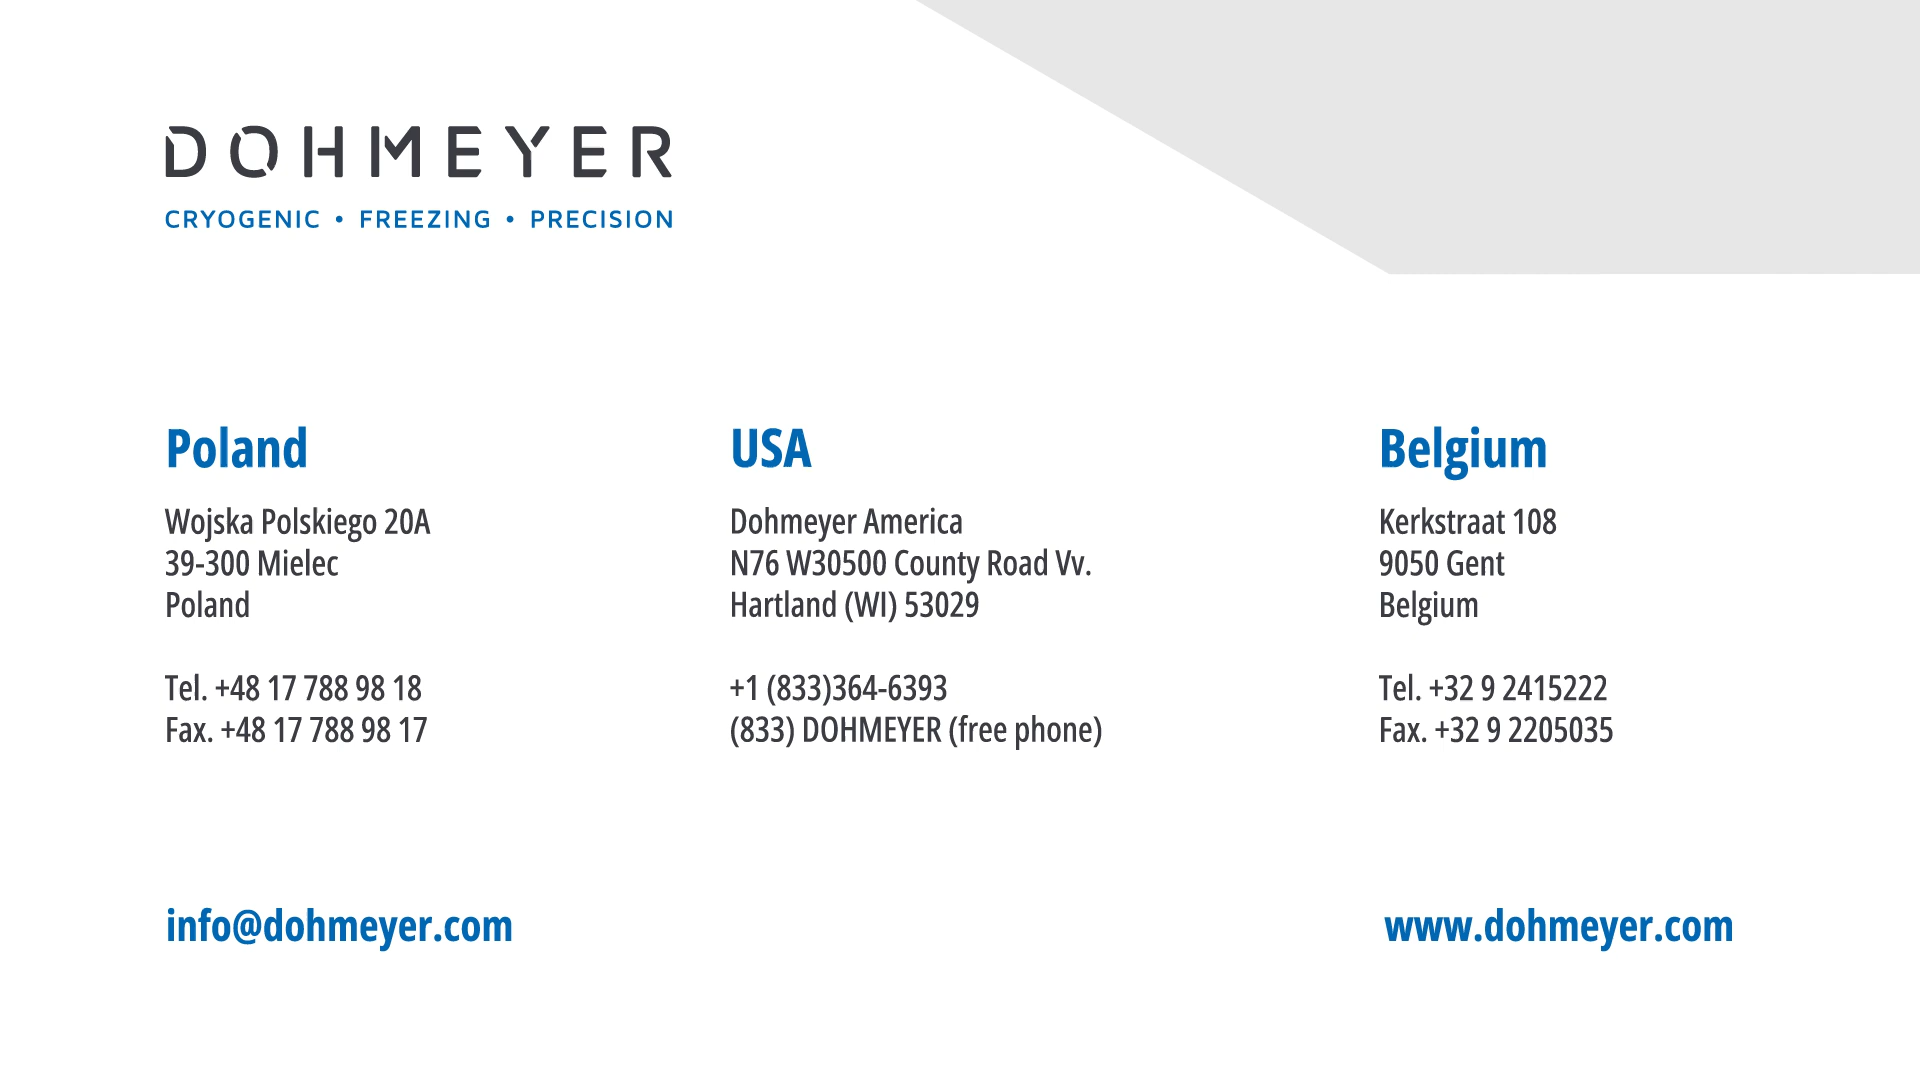 DOHMEYER
CRYOGENIC • FREEZING • PRECISION
Poland
Wojska Polskiego 20A
39-300 Mielec
Poland
Tel. +48 17 788 98 18
Fax. +48 17 788 98 17
USA
Dohmeyer America
N76 W30500 County Road Vv.
Hartland (WI) 53029
+1 (833)364-6393
(833) DOHMEYER (free phone)
Belgium
Kerkstraat 108
9050 Gent
Belgium
Tel. +32 9 2415222
Fax. +32 9 2205035
info@dohmeyer.com
www.dohmeyer.com